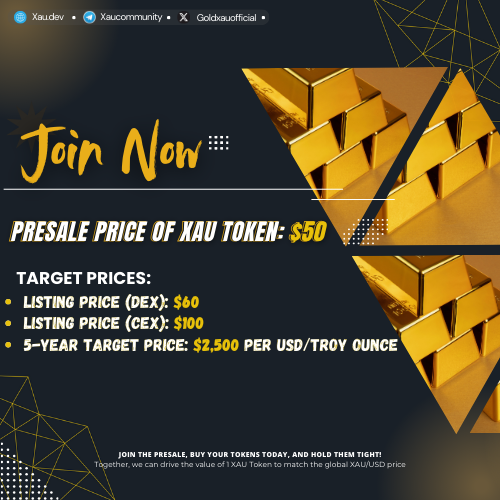 Xau.dev • Xaucommunity • X Goldxauofficial •
Join Now
PRESALE PRICE OF XAU TOKEN: $50
TARGET PRICES:
• LISTING PRICE (DEX): $60
• LISTING PRICE (CEX): $100
• 5-YEAR TARGET PRICE: $2,500 PER USD/TROY OUNCE
JOIN THE PRESALE, BUY YOUR TOKENS TODAY, AND HOLD THEM TIGHT!
Together, we can drive the value of 1 XAU Token to match the global XAU/USD price